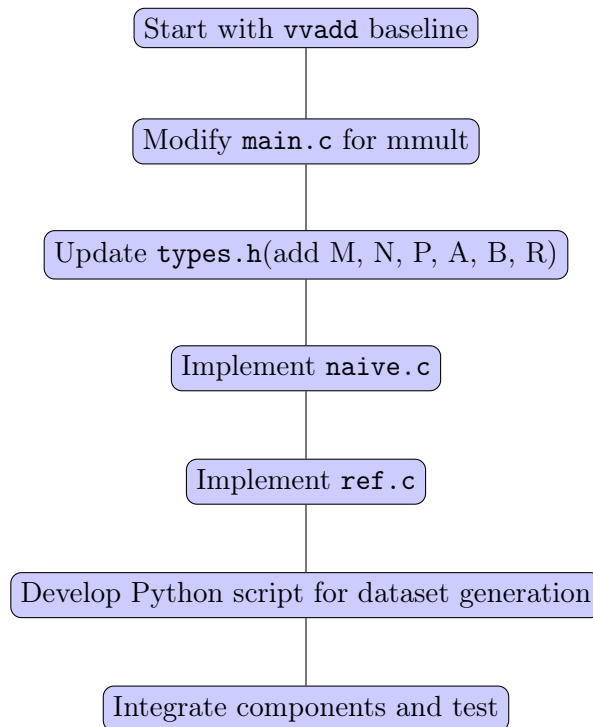 Start with vvadd baseline
Modify main.c for mmult
Update types.h(add M, N, P, A, B, R)
Implement naive.c
Implement ref.c
Develop Python script for dataset generation
Integrate components and test